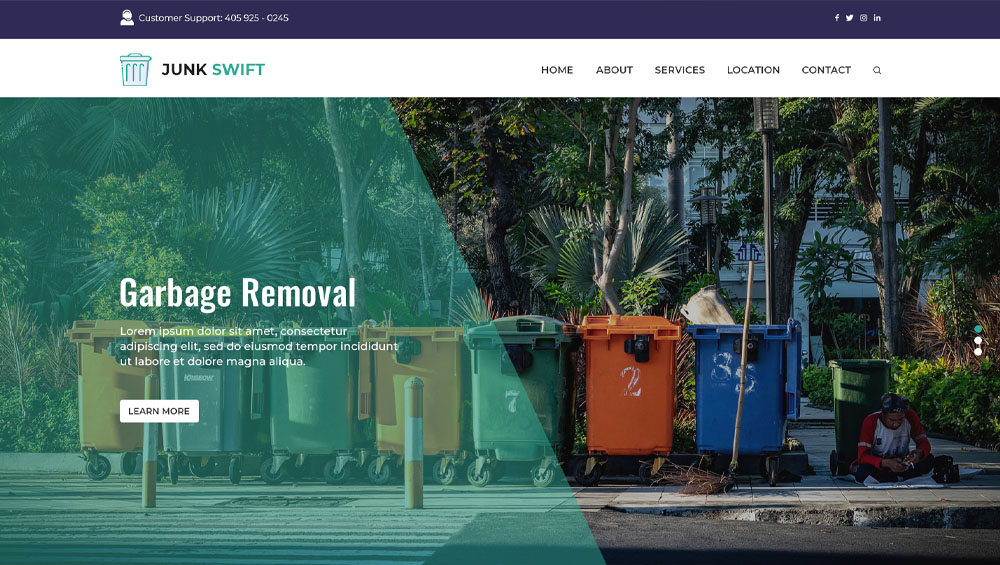 Customer Support: 405 925 - 0245
JUNK SWIFT
HOME ABOUT SERVICES LOCATION CONTACT
Garbage Removal
Lorem ipsum dolor sit amet, consectetur
adipiscing elit, sed do eiusmod tempor incididunt
ut labore et dolore magna aliqua.
LEARN MORE
7
2